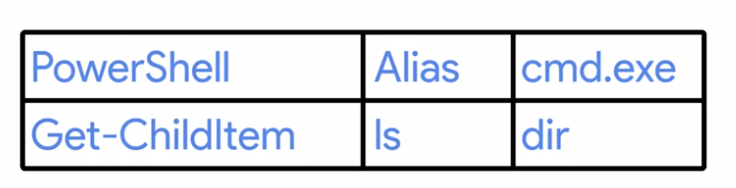 PowerShell Alias cmd.exe
Get-ChildItem ls dir